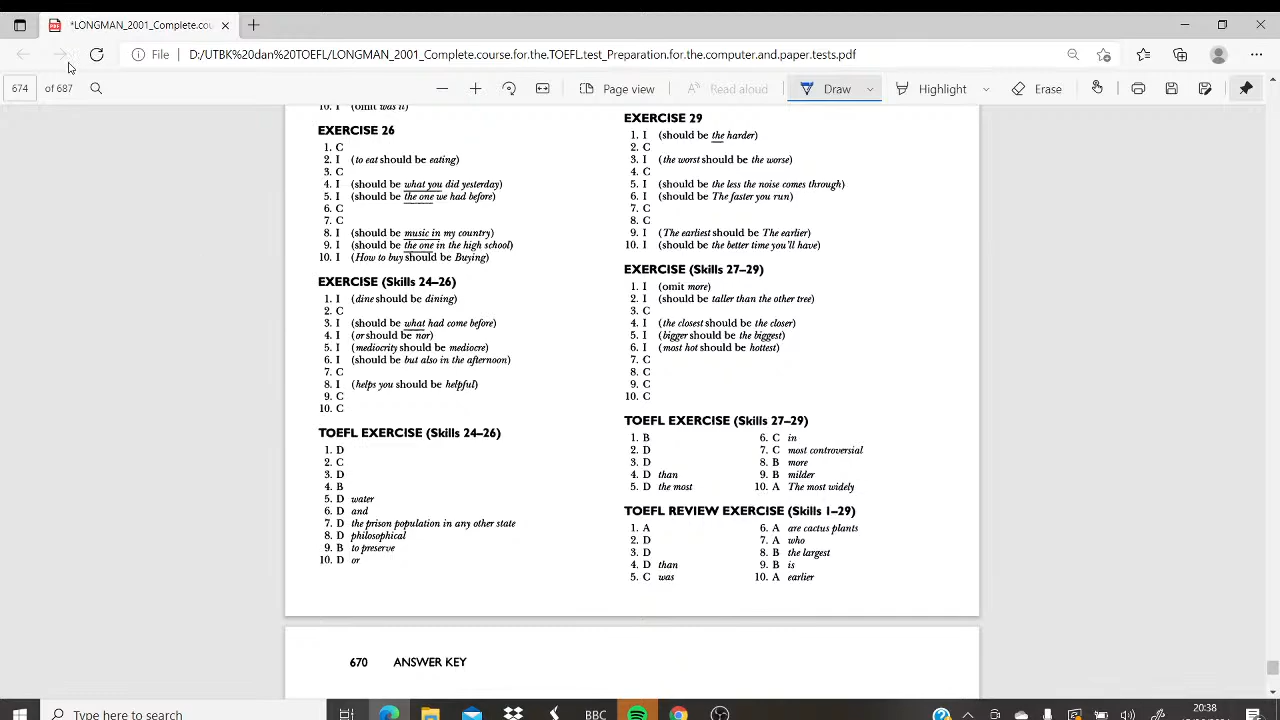 *LONGMAN_2001_Complete.cou
File D:/UTBK%20dan%20TOEFL/LONGMAN_2001_Complete.course.for.the.TOEFL.test_Preparation.for.the.computer.and.paper.tests.pdf
674 of 687
Page view
Read aloud
Draw
Highlight
Erase
10. I (omit was it)
EXERCISE 26
1. C
2. I (to eat should be eating)
3. C
4. I (should be what you did yesterday)
5. I (should be the one we had before)
6. C
7. C
8. I (should be music in my country)
9. I (should be the one in the high school)
10. I (How to buy should be Buying)
EXERCISE (Skills 24–26)
1. I (dine should be dining)
2. C
3. I (should be what had come before)
4. I (or should be nor)
5. I (mediocrity should be mediocre)
6. I (should be but also in the afternoon)
7. C
8. I (helps you should be helpful)
9. C
10. C
TOEFL EXERCISE (Skills 24–26)
1. D
2. C
3. D
4. B
5. D water
6. D and
7. D the prison population in any other state
8. D philosophical
9. B to preserve
10. D or
EXERCISE 29
1. I (should be the harder)
2. C
3. I (the worst should be the worse)
4. C
5. I (should be the less the noise comes through)
6. I (should be The faster you run)
7. C
8. C
9. I (The earliest should be The earlier)
10. I (should be the better time you'll have)
EXERCISE (Skills 27–29)
1. I (omit more)
2. I (should be taller than the other tree)
3. C
4. I (the closest should be the closer)
5. I (bigger should be the biggest)
6. I (most hot should be hottest)
7. C
8. C
9. C
10. C
TOEFL EXERCISE (Skills 27–29)
1. B
2. D
3. D
4. D than
5. D the most
6. C in
7. C most controversial
8. B more
9. B milder
10. A The most widely
TOEFL REVIEW EXERCISE (Skills 1–29)
1. A
2. D
3. D
4. D than
5. C was
6. A are cactus plants
7. A who
8. B the largest
9. B is
10. A earlier
670 ANSWER KEY
Type here to search
BBC
20:38